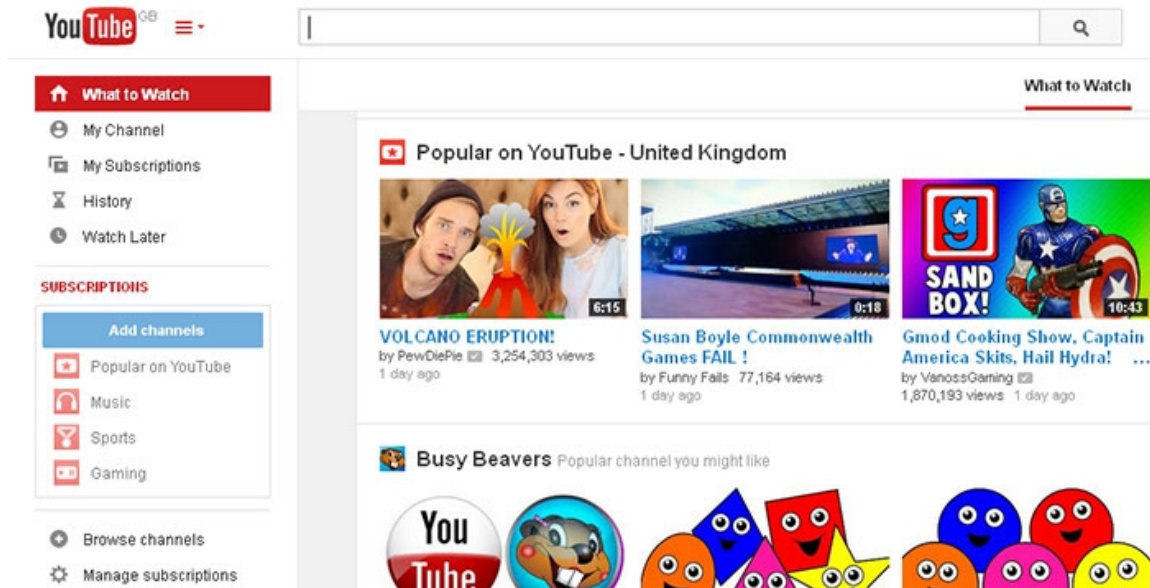 YouTube GB
What to Watch
My Channel
My Subscriptions
History
Watch Later
SUBSCRIPTIONS
Add channels
Popular on YouTube
Music
Sports
Gaming
Browse channels
Manage subscriptions
What to Watch
Popular on YouTube - United Kingdom
6:15
VOLCANO ERUPTION!
by PewDiePie 3,254,303 views
1 day ago
0:18
Susan Boyle Commonwealth
Games FAIL !
by Funny Fails 77,164 views
1 day ago
g
SAND
BOX!
10:43
Gmod Cooking Show, Captain
America Skits, Hail Hydra! ...
by VanossGaming
1,870,193 views 1 day ago
Busy Beavers Popular channel you might like
You
Tube